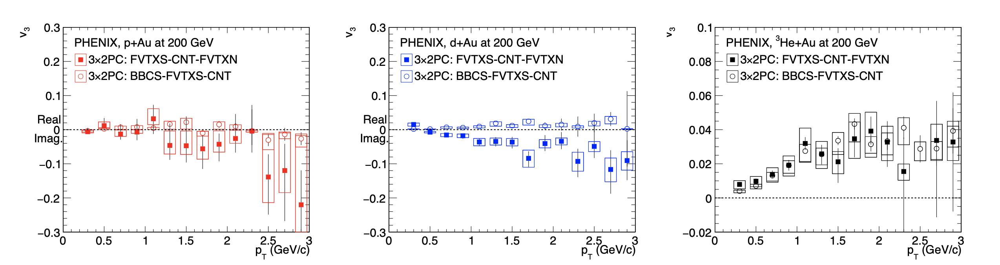 v₃
0.3
0.2
0.1
Real
0
Imag.
−0.1
−0.2
−0.3
PHENIX, p+Au at 200 GeV
3×2PC: FVTXS-CNT-FVTXN
3×2PC: BBCS-FVTXS-CNT
0 0.5 1 1.5 2 2.5 3
p_T (GeV/c)
v₃
0.3
0.2
0.1
Real
0
Imag.
−0.1
−0.2
−0.3
PHENIX, d+Au at 200 GeV
3×2PC: FVTXS-CNT-FVTXN
3×2PC: BBCS-FVTXS-CNT
0 0.5 1 1.5 2 2.5 3
p_T (GeV/c)
v₃
0.1
0.08
0.06
0.04
0.02
0
−0.02
PHENIX, ³He+Au at 200 GeV
3×2PC: FVTXS-CNT-FVTXN
3×2PC: BBCS-FVTXS-CNT
0 0.5 1 1.5 2 2.5 3
p_T (GeV/c)